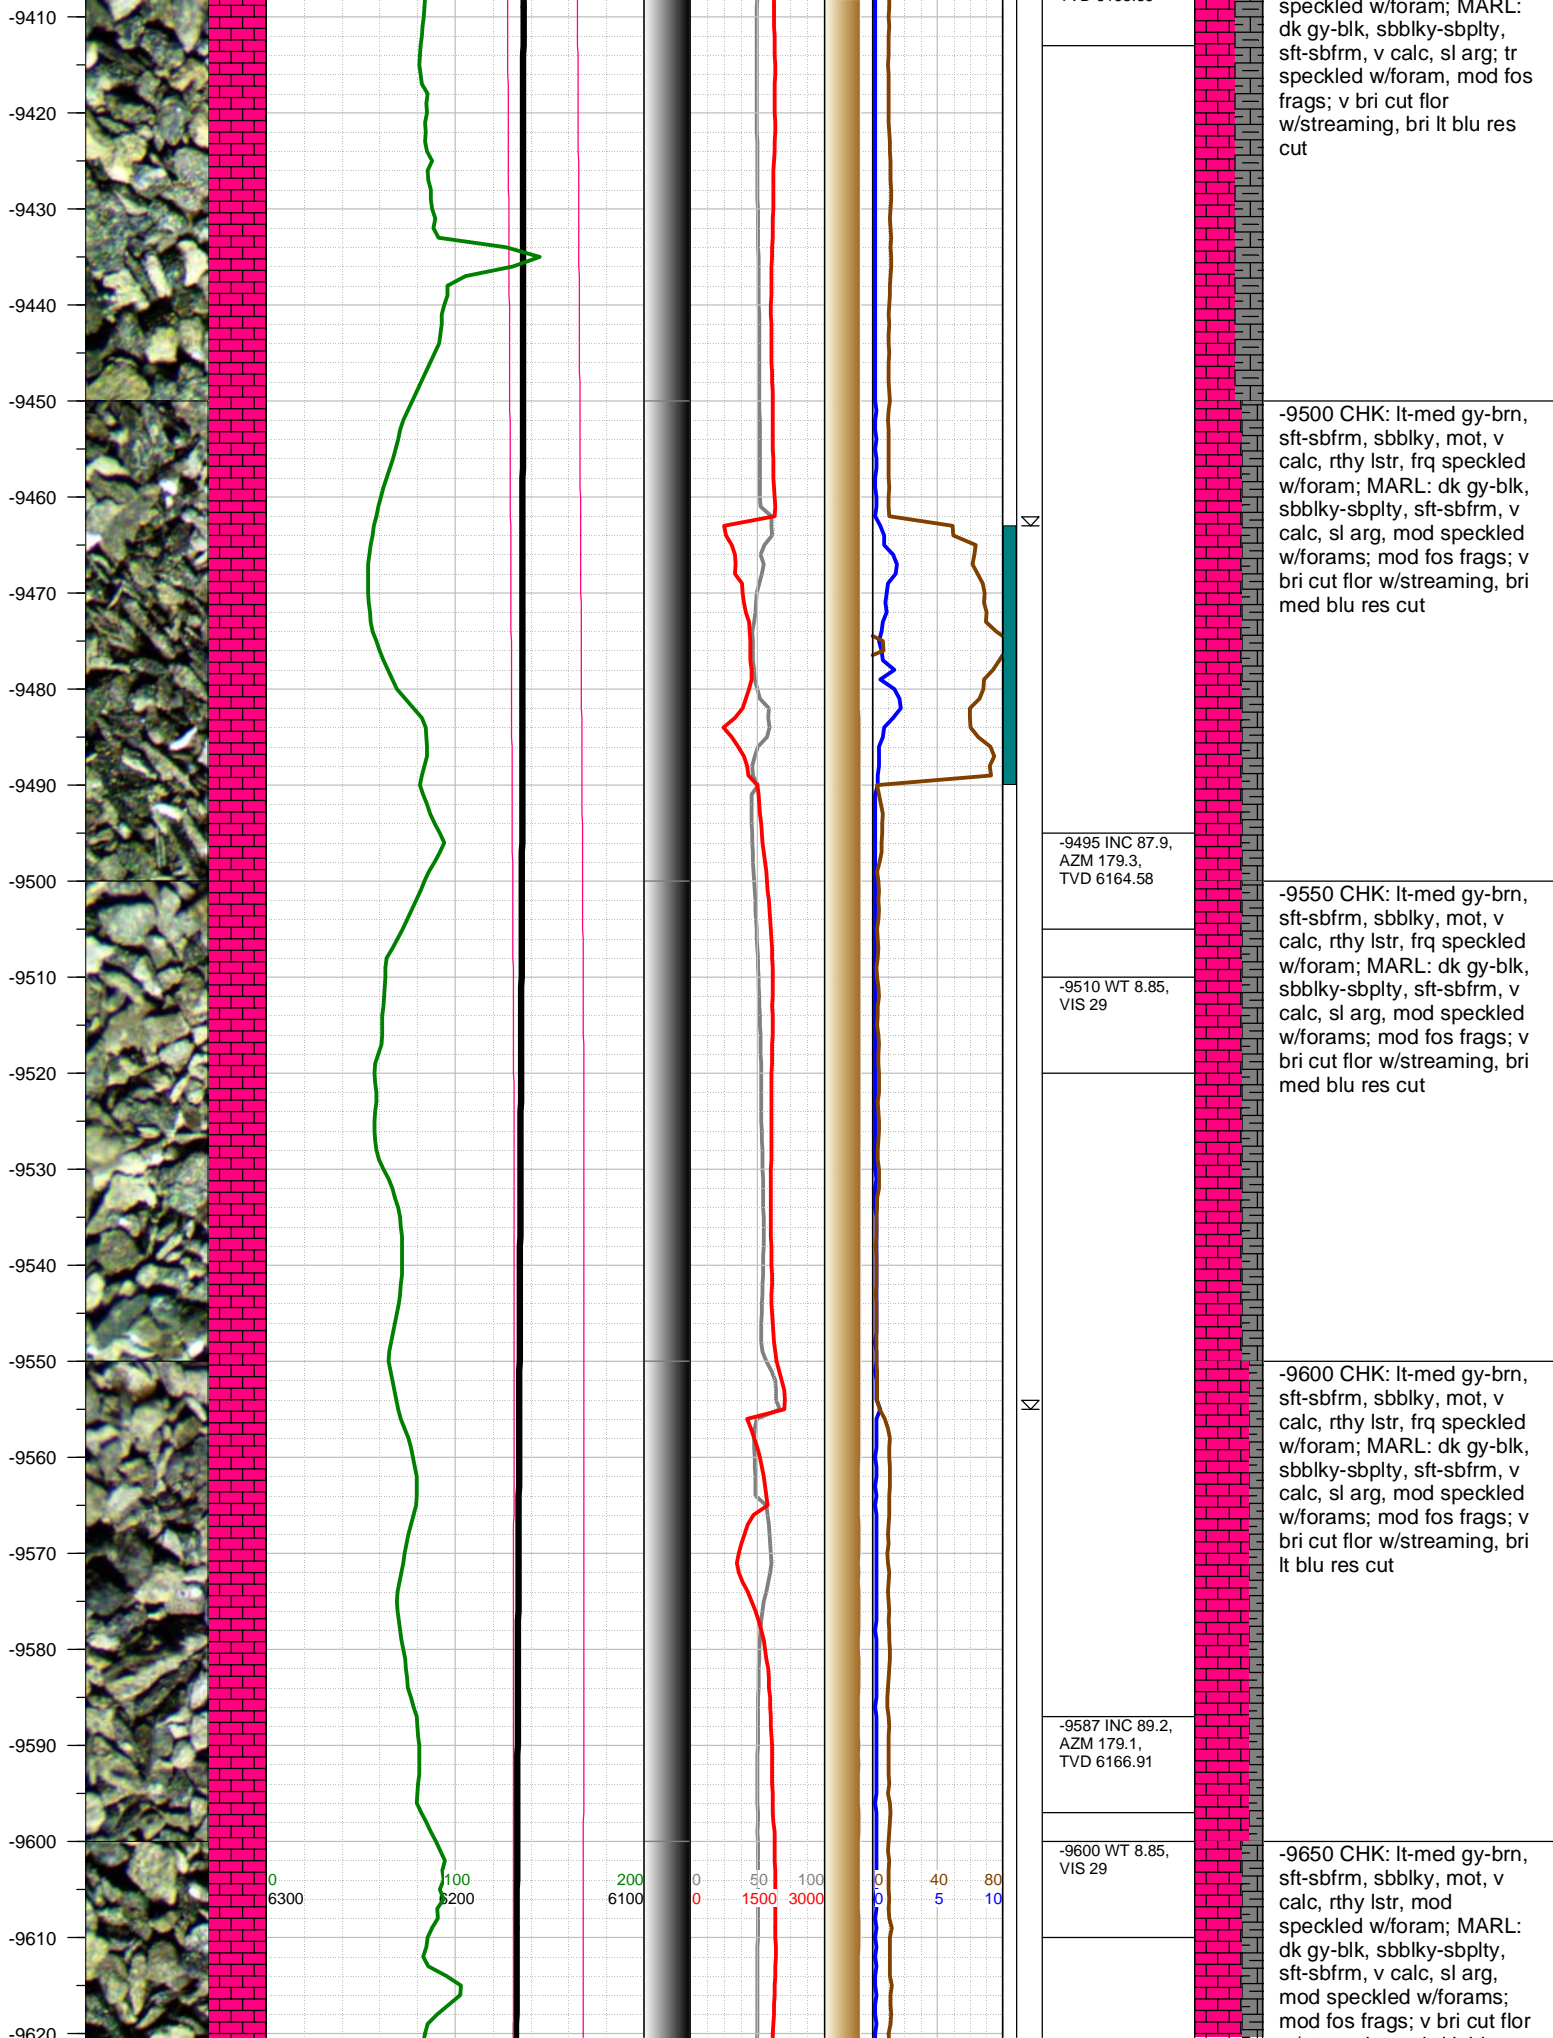 -9410
-9420
-9430
-9440
-9450
-9460
-9470
-9480
-9490
-9500
-9510
-9520
-9530
-9540
-9550
-9560
-9570
-9580
-9590
-9600
-9610
-9620
0 100 200
6300 6200 6100
0 50 100
0 1500 3000
0 40 80
0 5 10
-9495 INC 87.9,
AZM 179.3,
TVD 6164.58
-9510 WT 8.85,
VIS 29
-9587 INC 89.2,
AZM 179.1,
TVD 6166.91
-9600 WT 8.85,
VIS 29
speckled w/foram; MARL:
dk gy-blk, sbblky-sbplty,
sft-sbfrm, v calc, sl arg; tr
speckled w/foram, mod fos
frags; v bri cut flor
w/streaming, bri lt blu res
cut
-9500 CHK: lt-med gy-brn,
sft-sbfrm, sbblky, mot, v
calc, rthy lstr, frq speckled
w/foram; MARL: dk gy-blk,
sbblky-sbplty, sft-sbfrm, v
calc, sl arg, mod speckled
w/forams; mod fos frags; v
bri cut flor w/streaming, bri
med blu res cut
-9550 CHK: lt-med gy-brn,
sft-sbfrm, sbblky, mot, v
calc, rthy lstr, frq speckled
w/foram; MARL: dk gy-blk,
sbblky-sbplty, sft-sbfrm, v
calc, sl arg, mod speckled
w/forams; mod fos frags; v
bri cut flor w/streaming, bri
med blu res cut
-9600 CHK: lt-med gy-brn,
sft-sbfrm, sbblky, mot, v
calc, rthy lstr, frq speckled
w/foram; MARL: dk gy-blk,
sbblky-sbplty, sft-sbfrm, v
calc, sl arg, mod speckled
w/forams; mod fos frags; v
bri cut flor w/streaming, bri
lt blu res cut
-9650 CHK: lt-med gy-brn,
sft-sbfrm, sbblky, mot, v
calc, rthy lstr, mod
speckled w/foram; MARL:
dk gy-blk, sbblky-sbplty,
sft-sbfrm, v calc, sl arg,
mod speckled w/forams;
mod fos frags; v bri cut flor